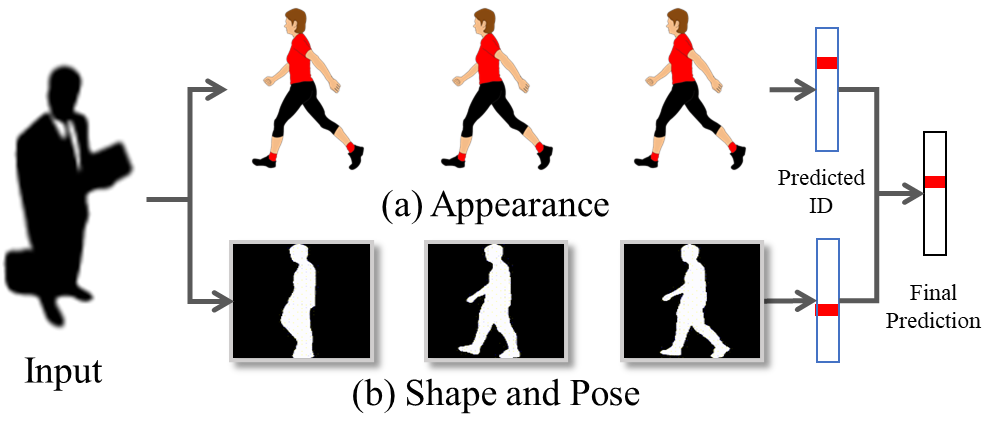 (a) Appearance
Predicted
ID
Final
Prediction
Input
(b) Shape and Pose